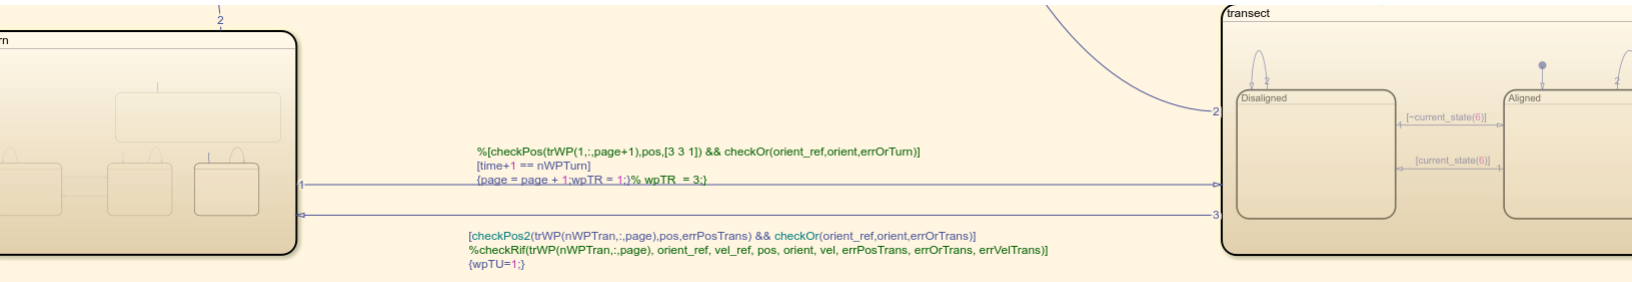 2
transect
rn
2
2
Disaligned
Aligned
2
[~current_state(6)]
1
%[checkPos(trWP(1,:,page+1),pos,[3 3 1]) && checkOr(orient_ref,orient,errOrTurn)]
[time+1 == nWPTurn]
{page = page + 1;wpTR = 1;}% wpTR  = 3;}
[current_state(6)]
1
1
3
[checkPos2(trWP(nWPTran,:,page),pos,errPosTrans) && checkOr(orient_ref,orient,errOrTrans)]
%checkRif(trWP(nWPTran,:,page), orient_ref, vel_ref, pos, orient, vel, errPosTrans, errOrTrans, errVelTrans)]
{wpTU=1;}